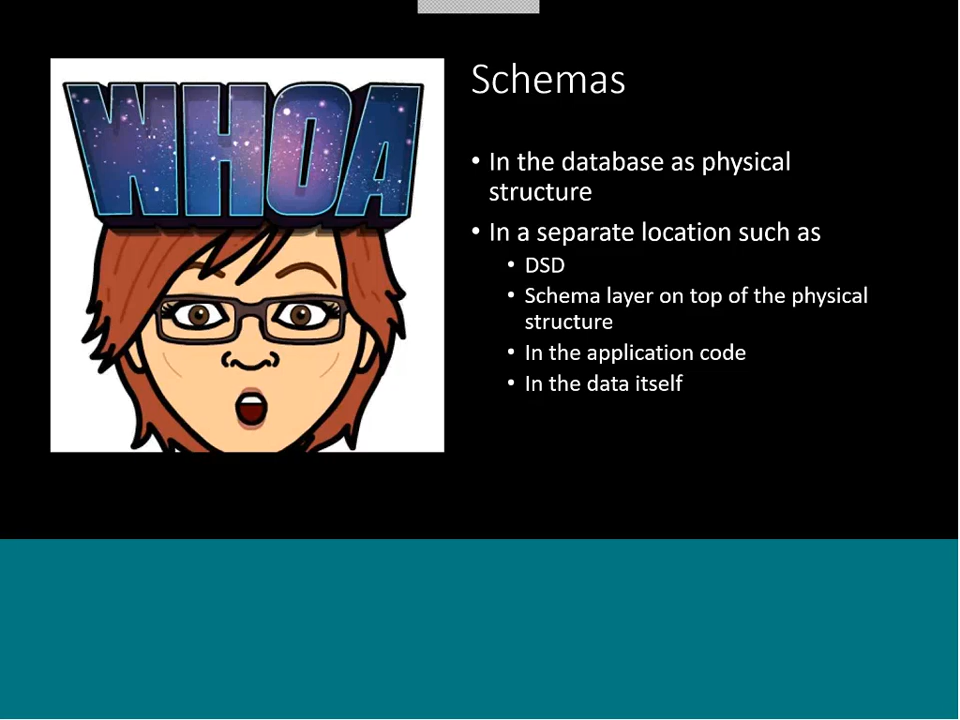 WHOA
Schemas
• In the database as physical
structure
• In a separate location such as
• DSD
• Schema layer on top of the physical
structure
• In the application code
• In the data itself